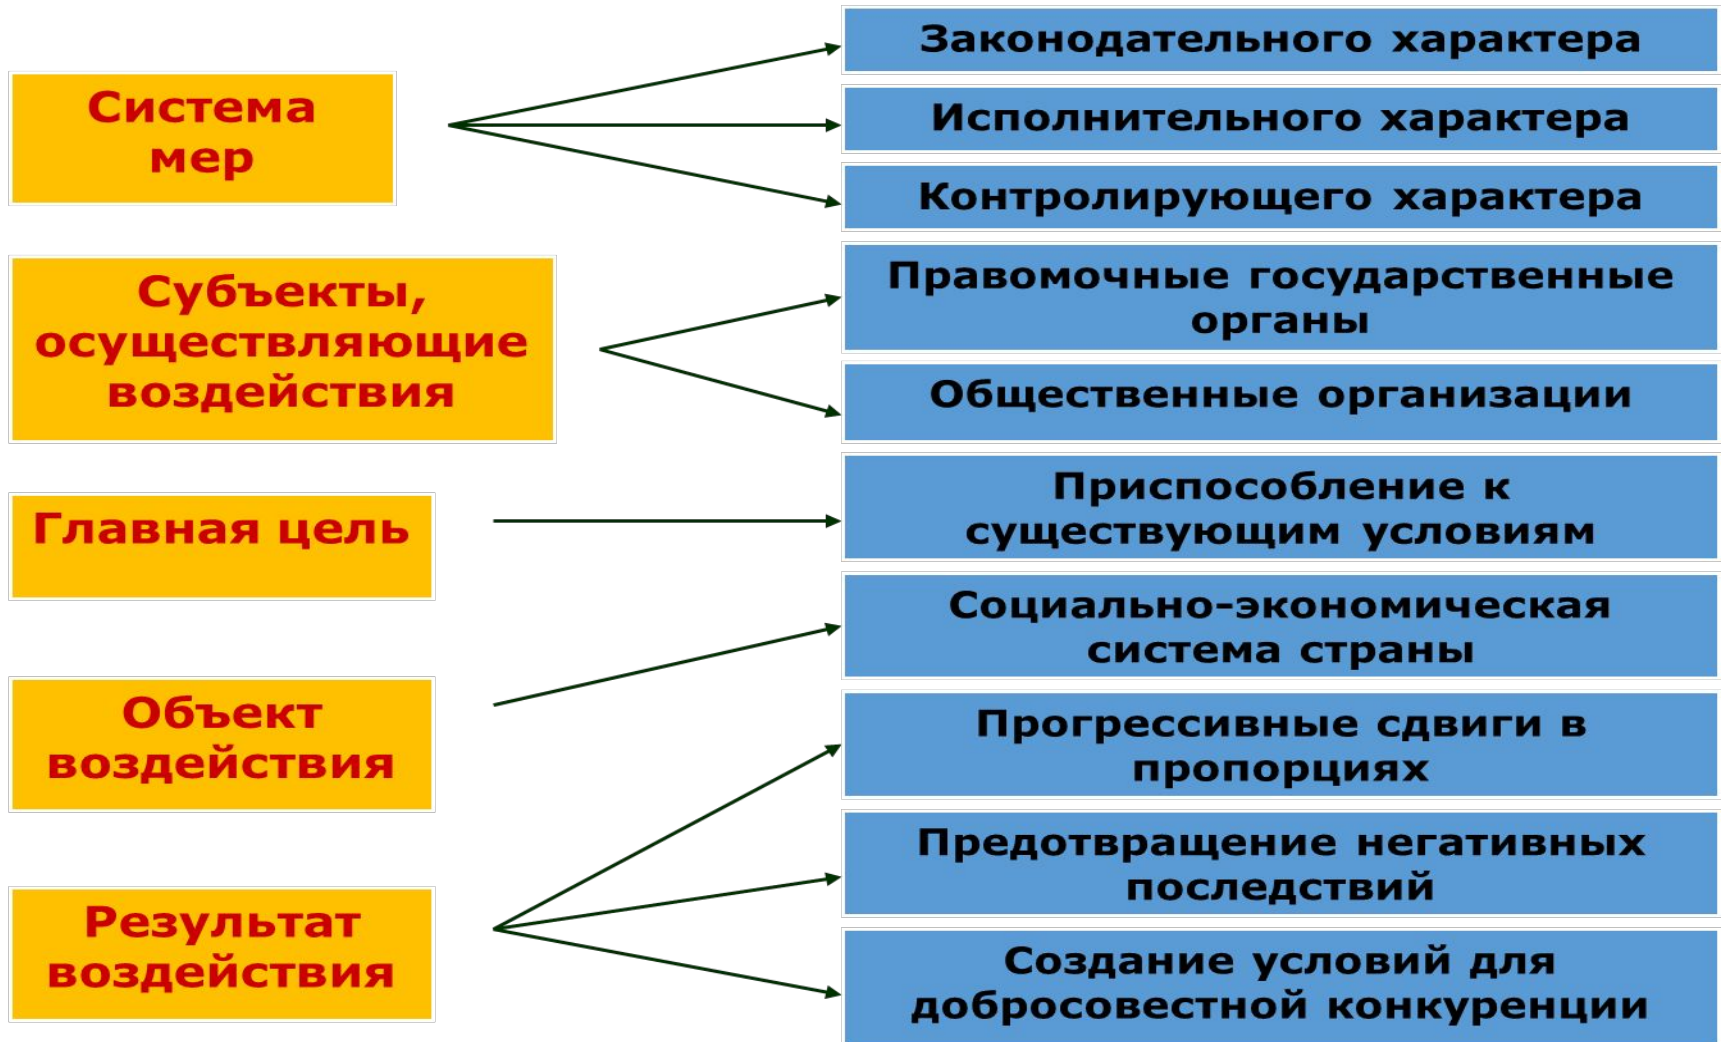 Система
мер
Законодательного характера
Исполнительного характера
Контролирующего характера
Субъекты,
осуществляющие
воздействия
Правомочные государственные
органы
Общественные организации
Главная цель
Приспособление к
существующим условиям
Объект
воздействия
Социально-экономическая
система страны
Результат
воздействия
Прогрессивные сдвиги в
пропорциях
Предотвращение негативных
последствий
Создание условий для
добросовестной конкуренции